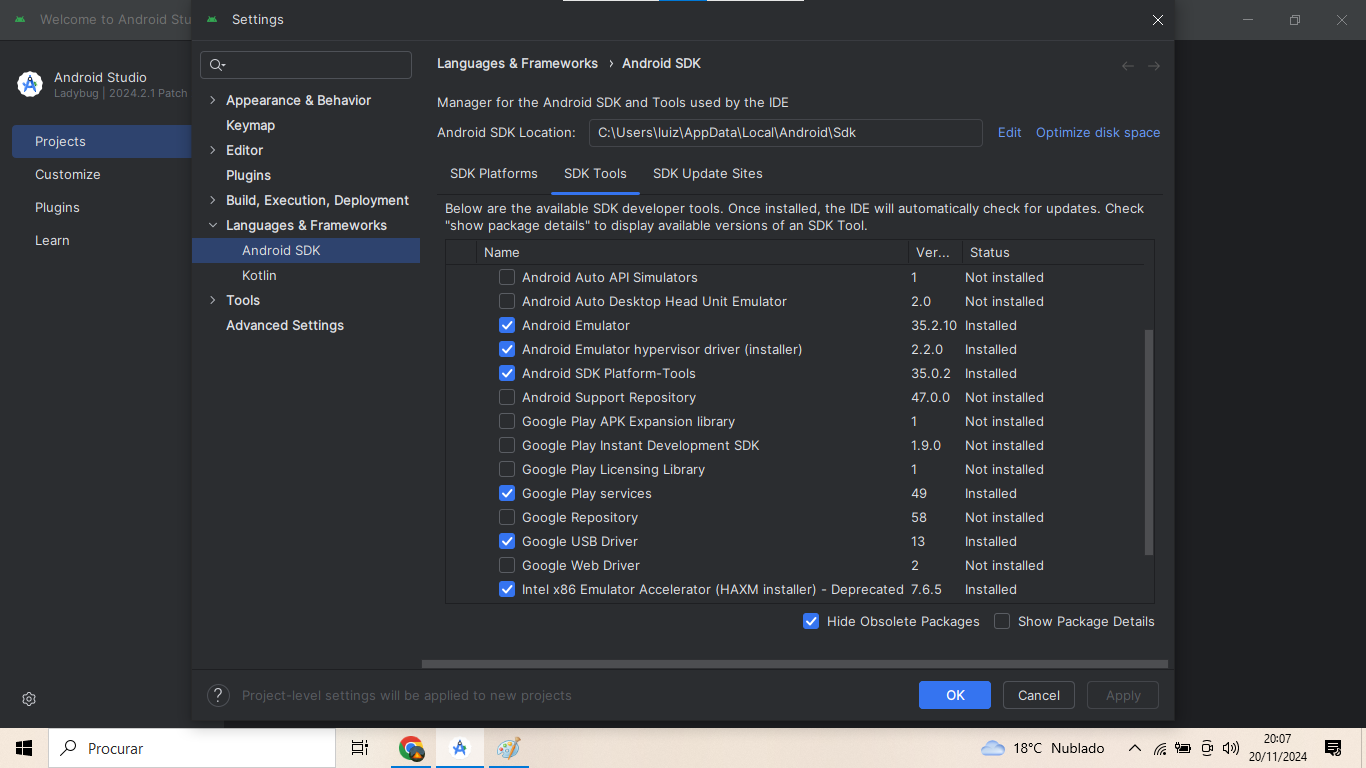 Welcome to Android Stu
Settings
Android Studio
Ladybug | 2024.2.1 Patch
Projects
Customize
Plugins
Learn
Appearance & Behavior
Keymap
Editor
Plugins
Build, Execution, Deployment
Languages & Frameworks
Android SDK
Kotlin
Tools
Advanced Settings
Languages & Frameworks › Android SDK
Manager for the Android SDK and Tools used by the IDE
Android SDK Location: C:\Users\luiz\AppData\Local\Android\Sdk Edit Optimize disk space
SDK Platforms SDK Tools SDK Update Sites
Below are the available SDK developer tools. Once installed, the IDE will automatically check for updates. Check
"show package details" to display available versions of an SDK Tool.
Name Ver... Status
Android Auto API Simulators 1 Not installed
Android Auto Desktop Head Unit Emulator 2.0 Not installed
Android Emulator 35.2.10 Installed
Android Emulator hypervisor driver (installer) 2.2.0 Installed
Android SDK Platform-Tools 35.0.2 Installed
Android Support Repository 47.0.0 Not installed
Google Play APK Expansion library 1 Not installed
Google Play Instant Development SDK 1.9.0 Not installed
Google Play Licensing Library 1 Not installed
Google Play services 49 Installed
Google Repository 58 Not installed
Google USB Driver 13 Installed
Google Web Driver 2 Not installed
Intel x86 Emulator Accelerator (HAXM installer) - Deprecated 7.6.5 Installed
Hide Obsolete Packages Show Package Details
? Project-level settings will be applied to new projects
OK Cancel Apply
Procurar
18°C Nublado
20:07
20/11/2024